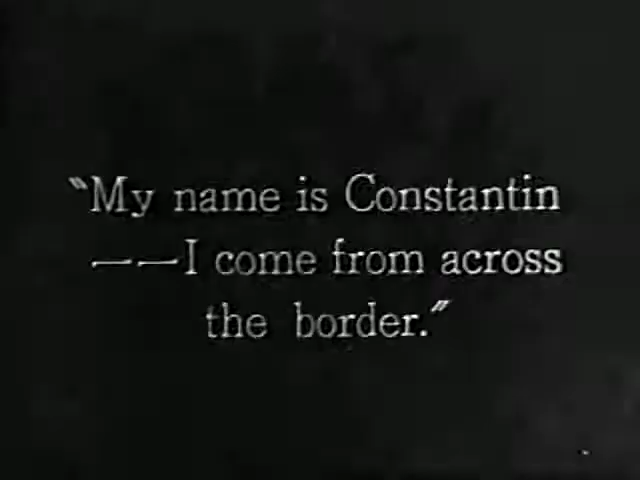 "My name is Constantin
——I come from across
the border."